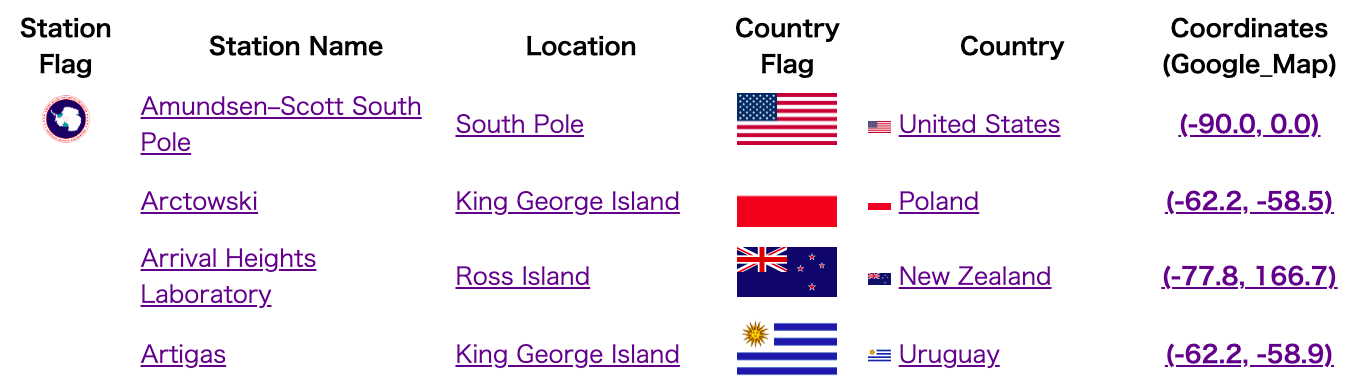 Station Flag Station Name Location Country Flag Country Coordinates (Google_Map)
Amundsen–Scott South Pole South Pole United States (-90.0, 0.0)
Arctowski King George Island Poland (-62.2, -58.5)
Arrival Heights Laboratory Ross Island New Zealand (-77.8, 166.7)
Artigas King George Island Uruguay (-62.2, -58.9)